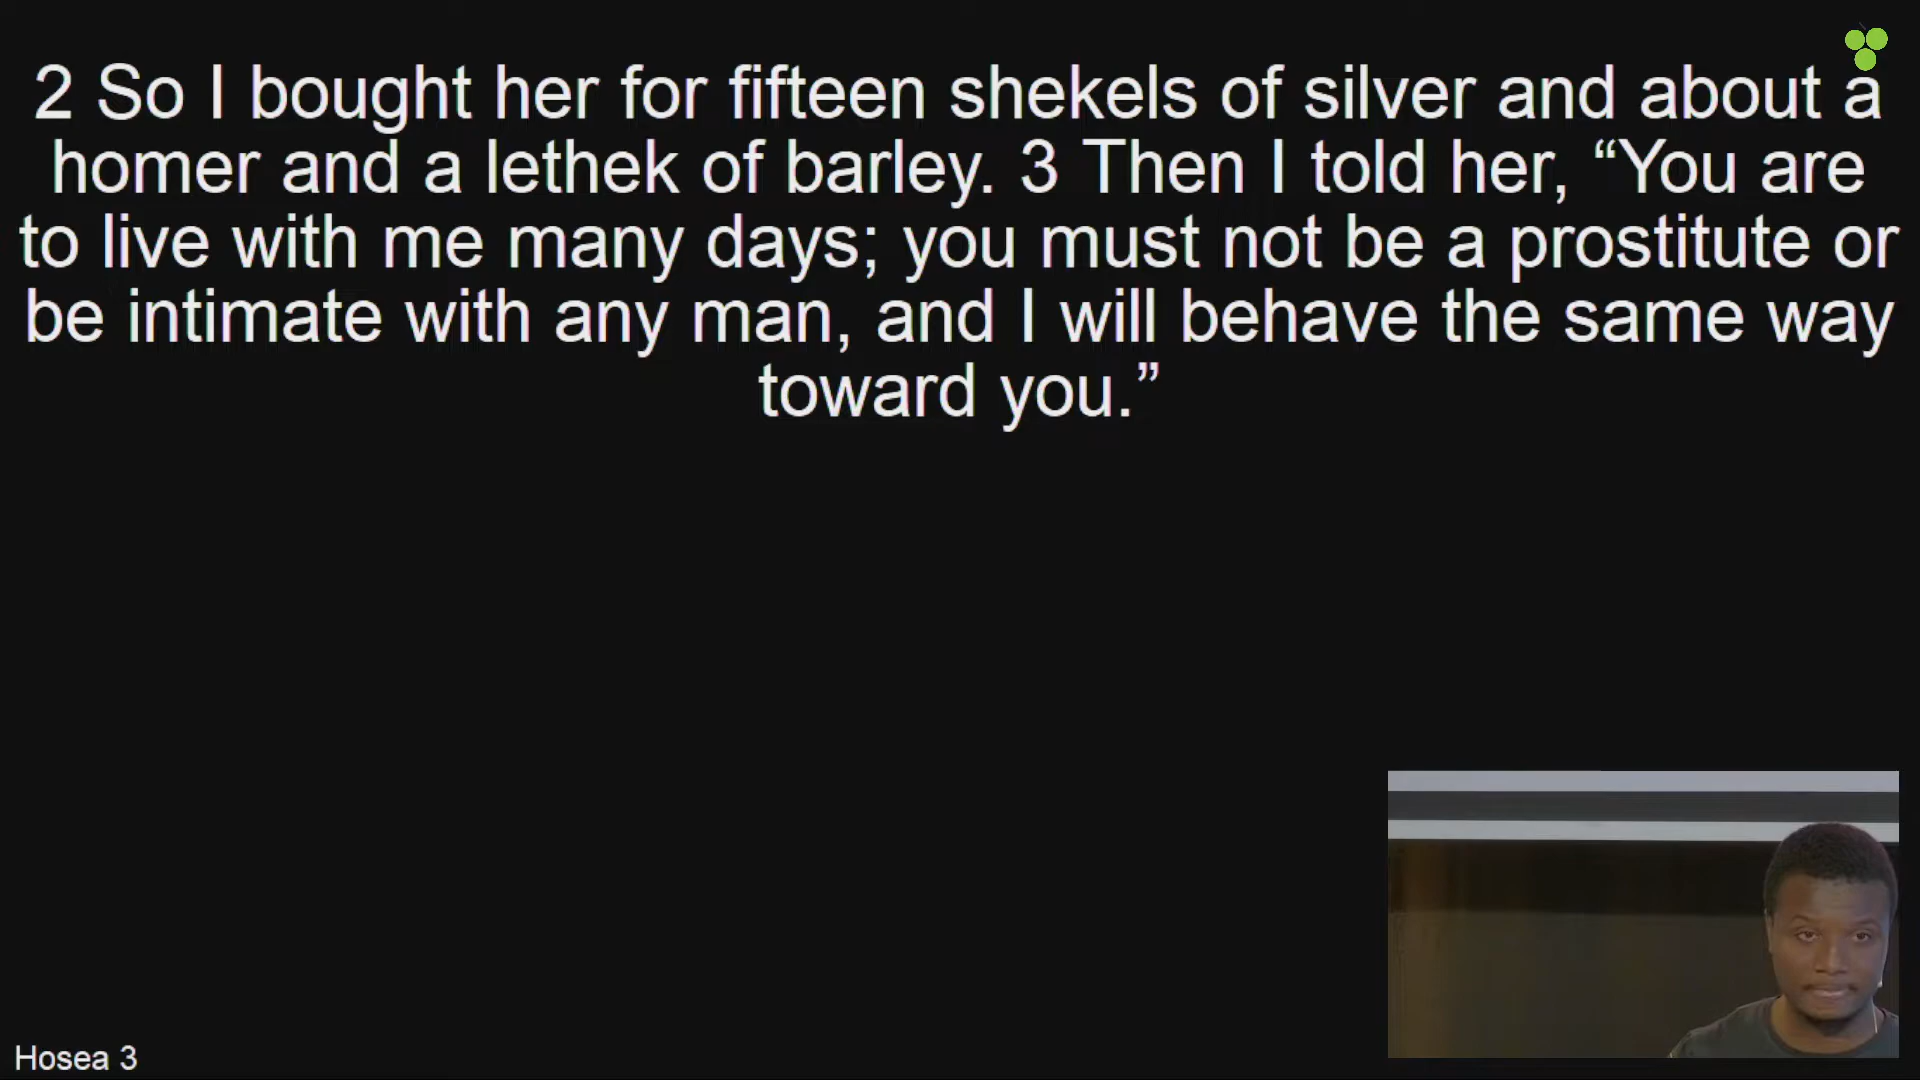 2 So I bought her for fifteen shekels of silver and about a
homer and a lethek of barley. 3 Then I told her, “You are
to live with me many days; you must not be a prostitute or
be intimate with any man, and I will behave the same way
toward you.”
Hosea 3